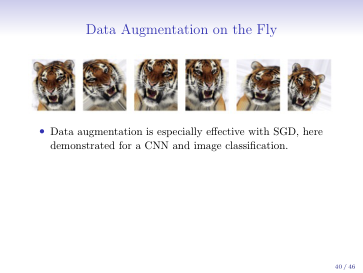 Data Augmentation on the Fly
• Data augmentation is especially effective with SGD, here
demonstrated for a CNN and image classification.
40 / 46